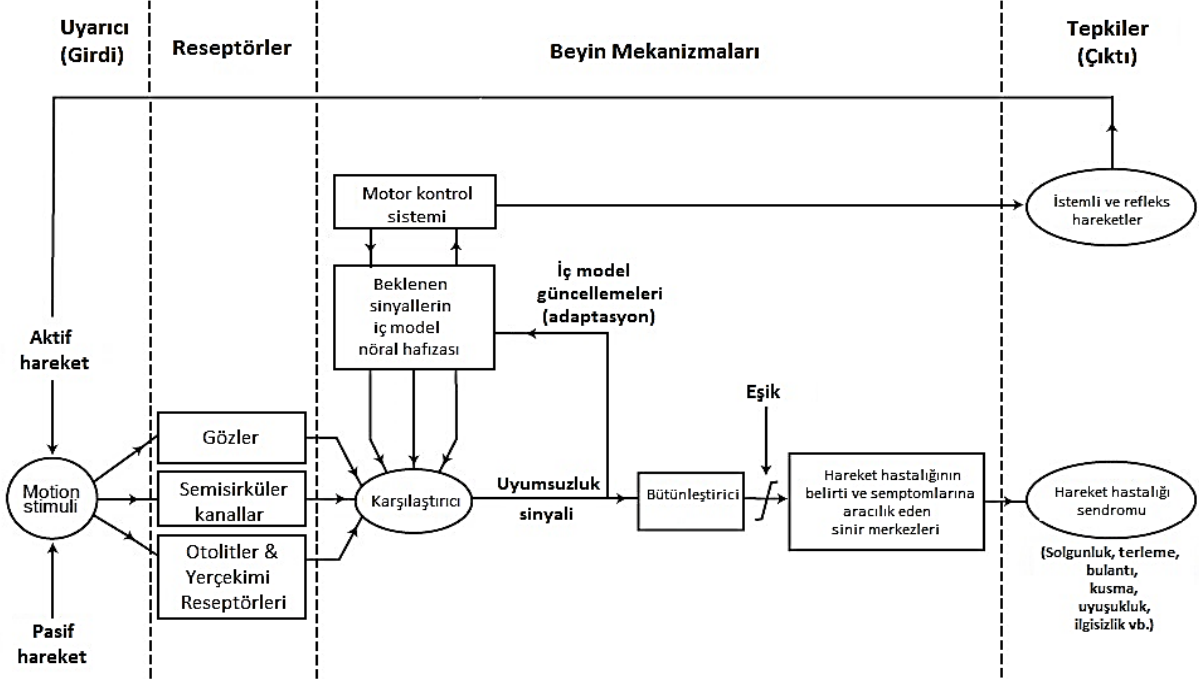 Uyarıcı
(Girdi)
Reseptörler
Beyin Mekanizmaları
Tepkiler
(Çıktı)
Motor kontrol
sistemi
İstemli ve refleks
hareketler
Beklenen
sinyallerin
iç model
nöral hafızası
İç model
güncellemeleri
(adaptasyon)
Aktif
hareket
Eşik
Gözler
Motion
stimuli
Semisirküler
kanallar
Karşılaştırıcı
Uyumsuzluk
sinyali
Bütünleştirici
Hareket hastalığının
belirti ve semptomlarına
aracılık eden
sinir merkezleri
Hareket hastalığı
sendromu
Otolitler &
Yerçekimi
Reseptörleri
(Solgunluk, terleme,
bulantı,
kusma,
uyuşukluk,
ilgisizlik vb.)
Pasif
hareket